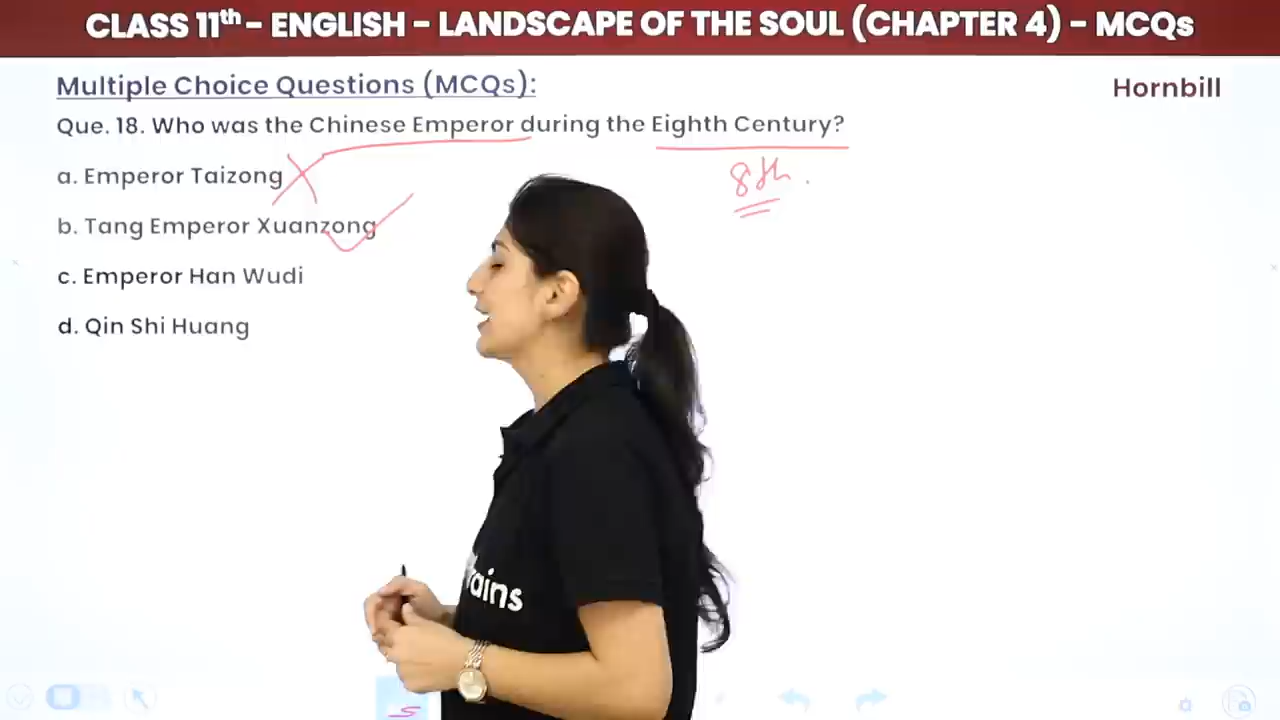 CLASS 11th - ENGLISH - LANDSCAPE OF THE SOUL (CHAPTER 4) - MCQs
Multiple Choice Questions (MCQs):
Hornbill
Que. 18. Who was the Chinese Emperor during the Eighth Century?
a. Emperor Taizong
8th
b. Tang Emperor Xuanzong
c. Emperor Han Wudi
d. Qin Shi Huang